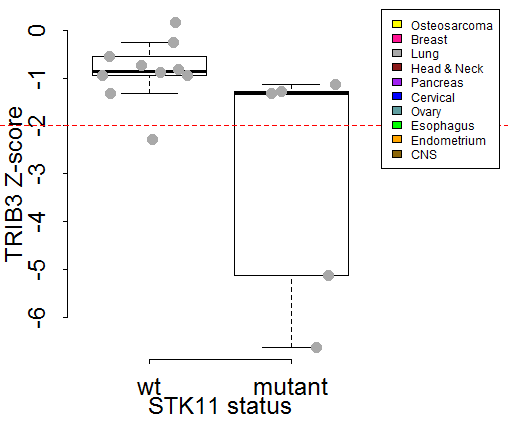 TRIB3 Z-score
0
-1
-2
-3
-4
-5
-6
wt mutant
STK11 status
Osteosarcoma
Breast
Lung
Head & Neck
Pancreas
Cervical
Ovary
Esophagus
Endometrium
CNS